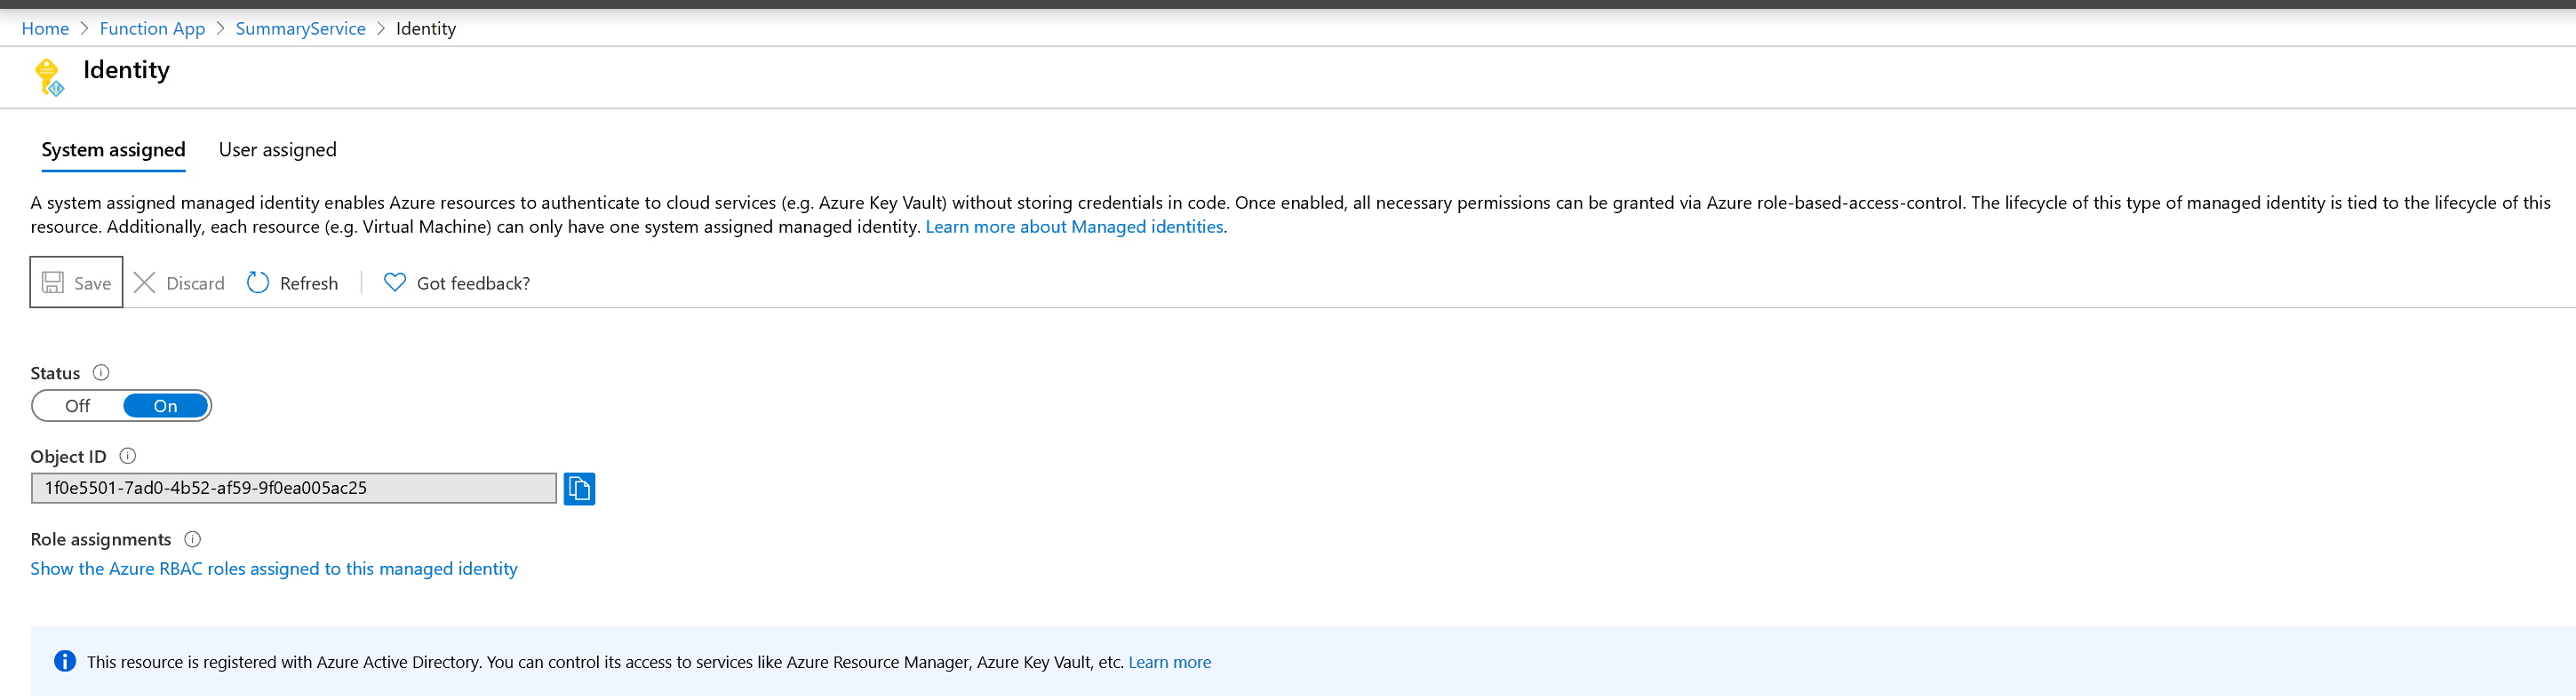 Home > Function App > SummaryService > Identity
Identity
System assigned User assigned
A system assigned managed identity enables Azure resources to authenticate to cloud services (e.g. Azure Key Vault) without storing credentials in code. Once enabled, all necessary permissions can be granted via Azure role-based-access-control. The lifecycle of this type of managed identity is tied to the lifecycle of this
resource. Additionally, each resource (e.g. Virtual Machine) can only have one system assigned managed identity. Learn more about Managed identities.
Save Discard Refresh Got feedback?
Status
Off On
Object ID
1f0e5501-7ad0-4b52-af59-9f0ea005ac25
Role assignments
Show the Azure RBAC roles assigned to this managed identity
This resource is registered with Azure Active Directory. You can control its access to services like Azure Resource Manager, Azure Key Vault, etc. Learn more